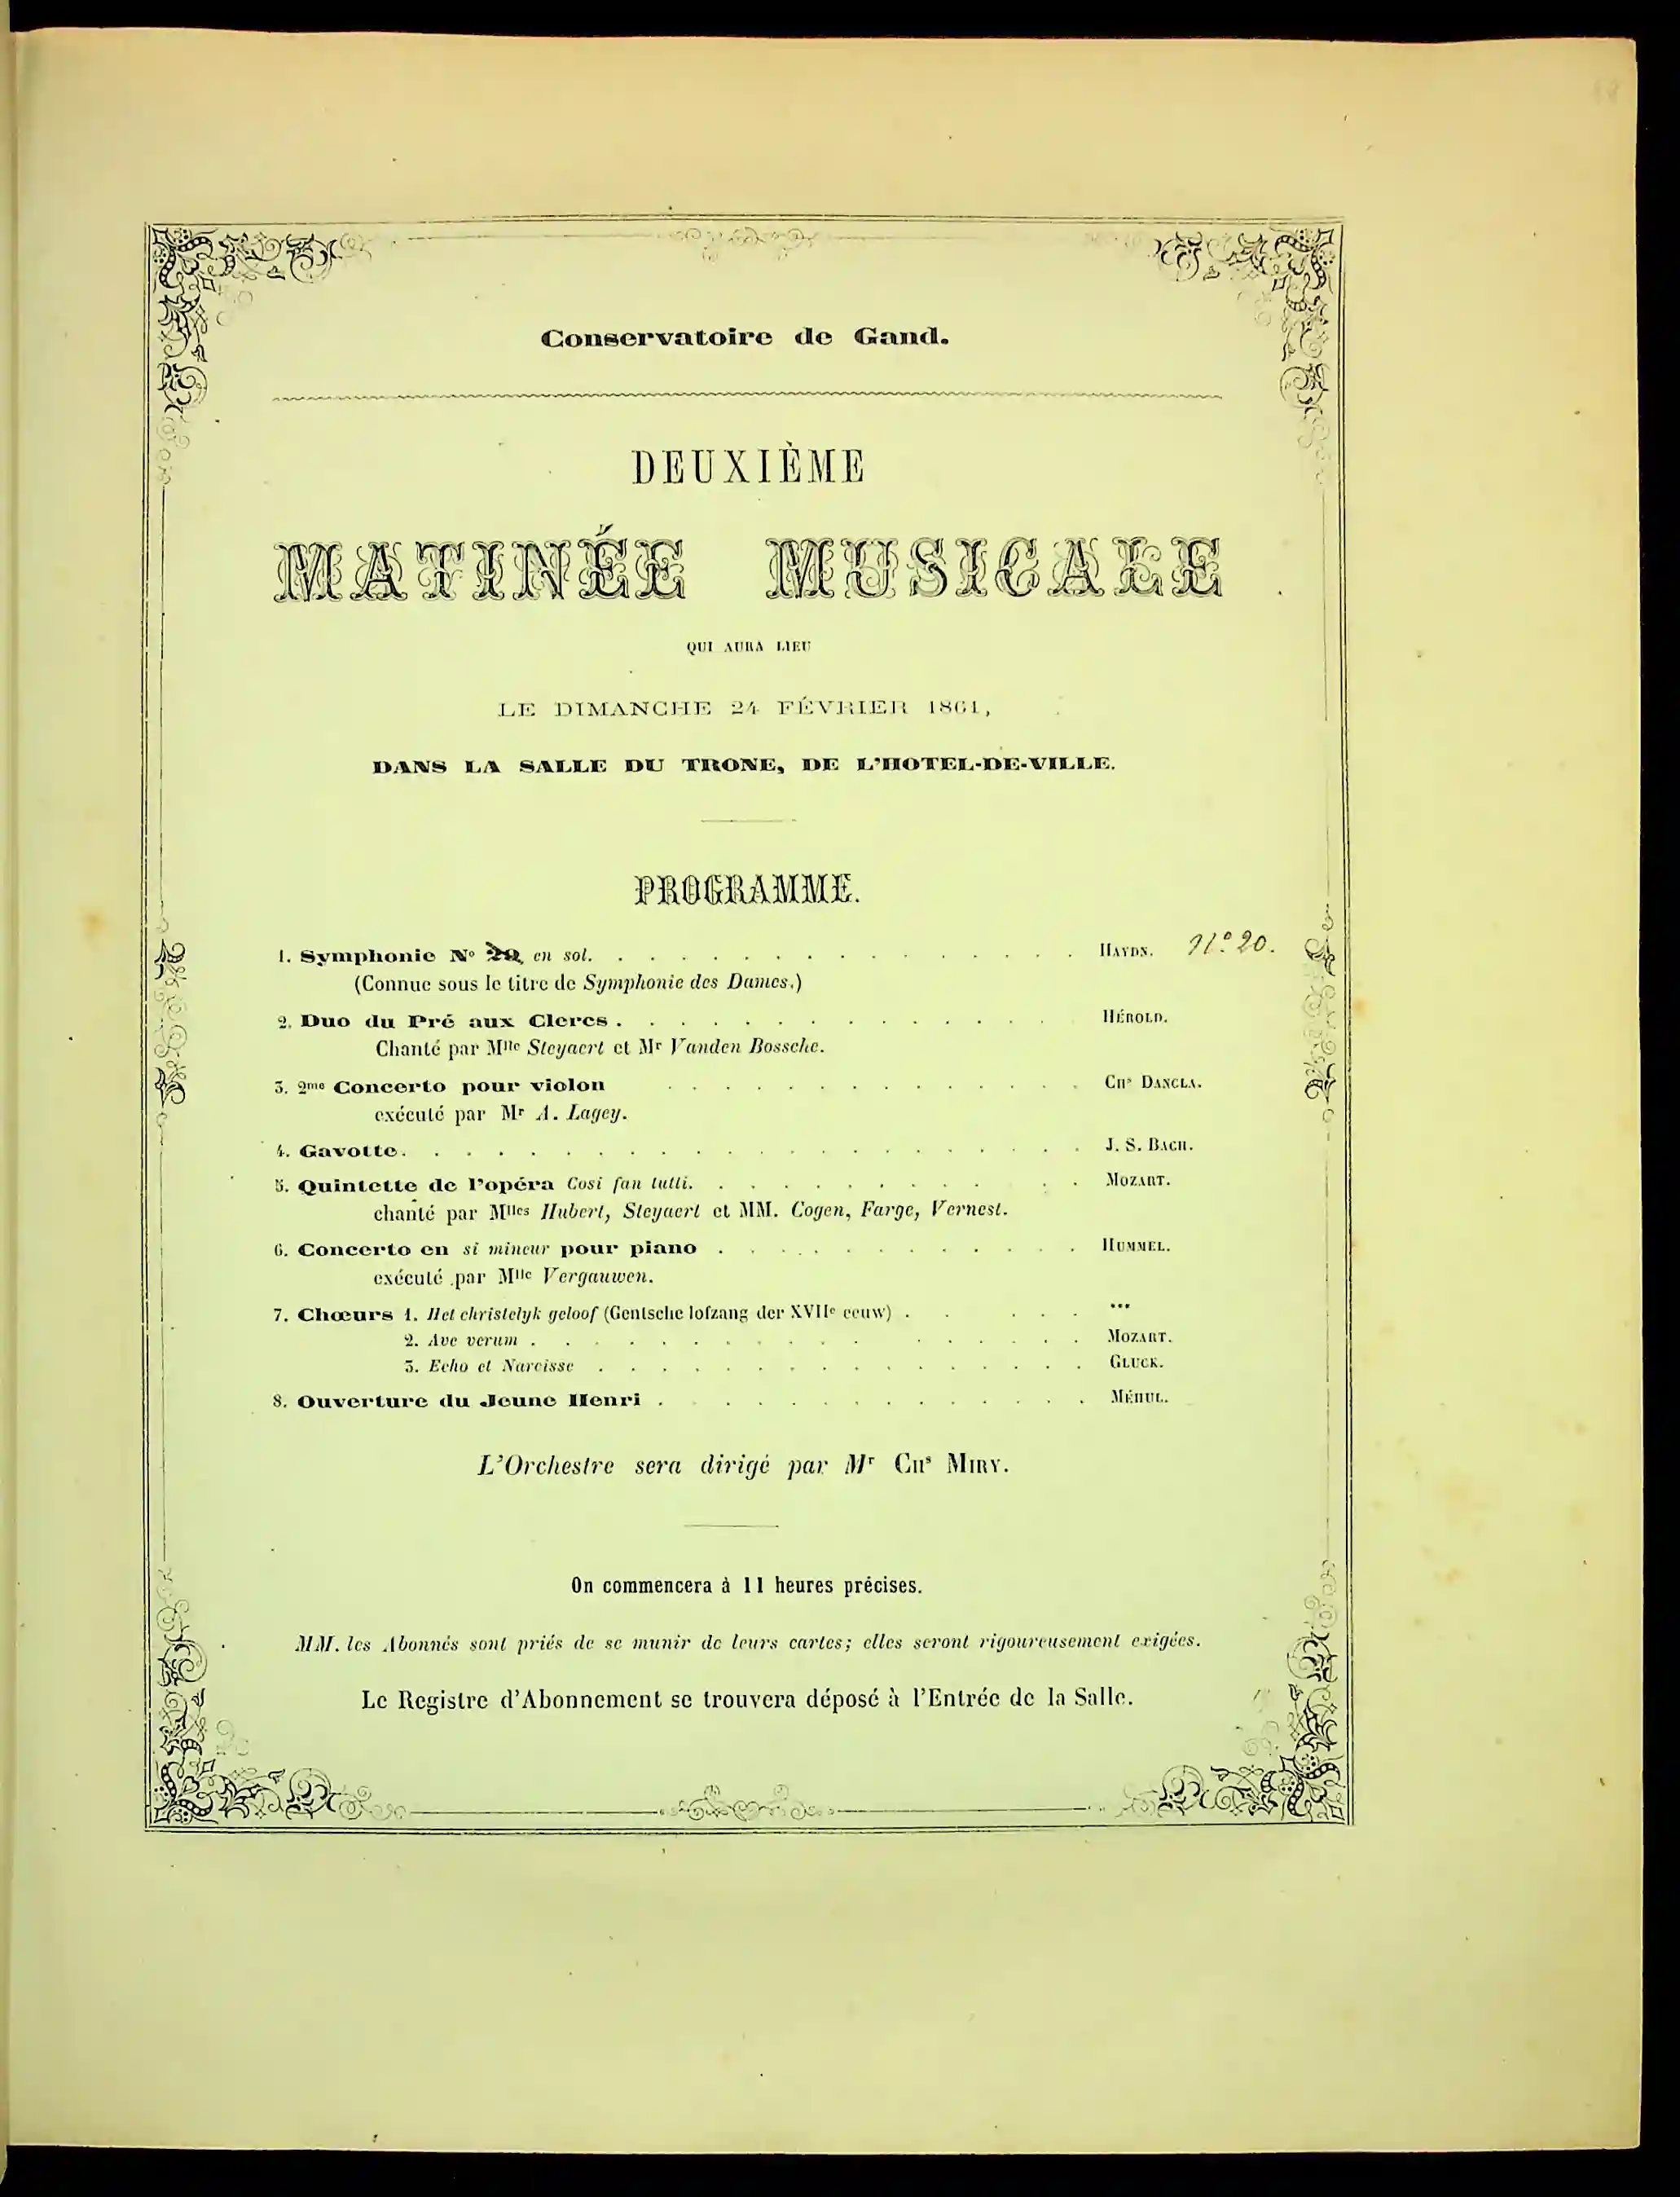 Conservatoire de Gand.
DEUXIÈME
MATINÉE MUSICALE
QUI AURA LIEU
LE DIMANCHE 24 FÉVRIER 1861,
DANS LA SALLE DU TRONE, DE L'HOTEL-DE-VILLE.
PROGRAMME.
1. Symphonie Nº en sol. . . . . . . . . . . . . . . . HAYDN. Nº 20.
(Connue sous le titre de Symphonie des Dames.)
2. Duo du Pré aux Clercs . . . . . . . . . . . . . . HÉROLD.
Chanté par Mlle Steyaert et Mr Vanden Bossche.
3. 2me Concerto pour violon . . . . . . . . . . . . . . CHs DANCLA.
exécuté par Mr A. Lagey.
4. Gavotte. . . . . . . . . . . . . . . . . . . . . . J. S. BACH.
5. Quintette de l'opéra Cosi fan tutti. . . . . . . . . . . . MOZART.
chanté par Mlles Hubert, Steyaert et MM. Cogen, Farge, Vernest.
6. Concerto en si mineur pour piano . . . . . . . . . . . . HUMMEL.
exécuté par Mlle Vergauwen.
7. Chœurs 1. Het christelyk geloof (Gentsche lofzang der XVIIe eeuw) . . . . . ...
2. Ave verum . . . . . . . . . . . . . . . . . MOZART.
3. Echo et Narcisse . . . . . . . . . . . . . . . . GLUCK.
8. Ouverture du Jeune Henri . . . . . . . . . . . . . MÉHUL.
L'Orchestre sera dirigé par Mr CHs MIRY.
On commencera à 11 heures précises.
MM. les Abonnés sont priés de se munir de leurs cartes; elles seront rigoureusement exigées.
Le Registre d'Abonnement se trouvera déposé à l'Entrée de la Salle.